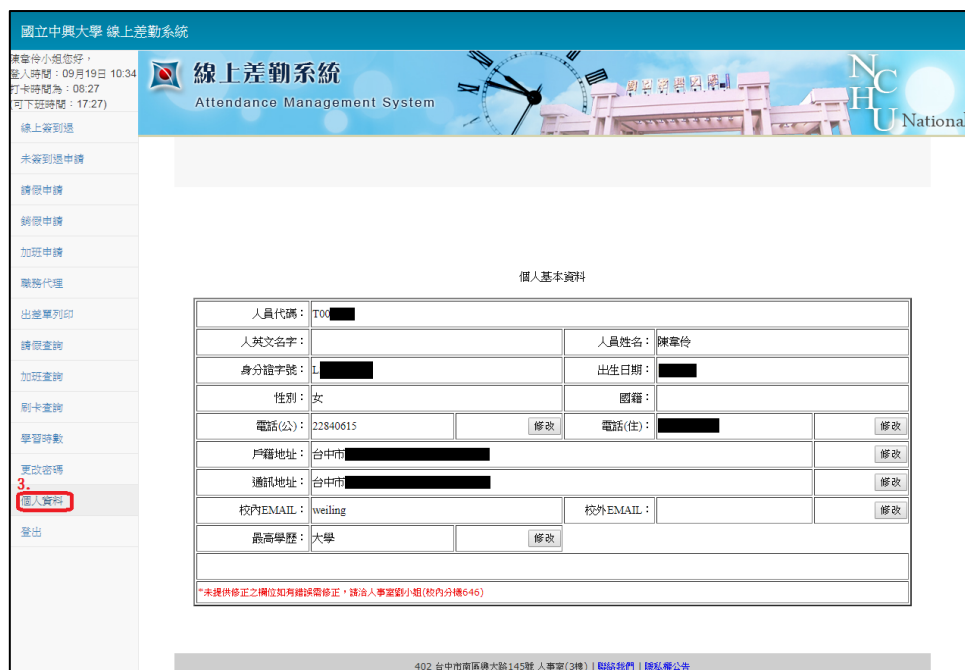 國立中興大學 線上差勤系統
陳韋伶小姐您好，
登入時間：09月19日 10:34
打卡時間為：08:27
(可下班時間：17:27)
線上差勤系統
Attendance Management System
NCHU National
線上簽到退
未簽到退申請
請假申請
銷假申請
加班申請
職務代理
出差單列印
請假查詢
加班查詢
刷卡查詢
學習時數
更改密碼
3.
個人資料
登出
個人基本資料
人員代碼： T00
人英文名字： 人員姓名： 陳韋伶
身分證字號： L 出生日期：
性別： 女 國籍：
電話(公)： 22840615 修改 電話(住)： 修改
戶籍地址： 台中市 修改
通訊地址： 台中市 修改
校內EMAIL： weiling 校外EMAIL： 修改
最高學歷： 大學 修改
*未提供修正之欄位如有錯誤需修正，請洽人事室劉小姐(校內分機646)
402 台中市南區興大路145號 人事室(3樓) | 聯絡我們 | 隱私權公告